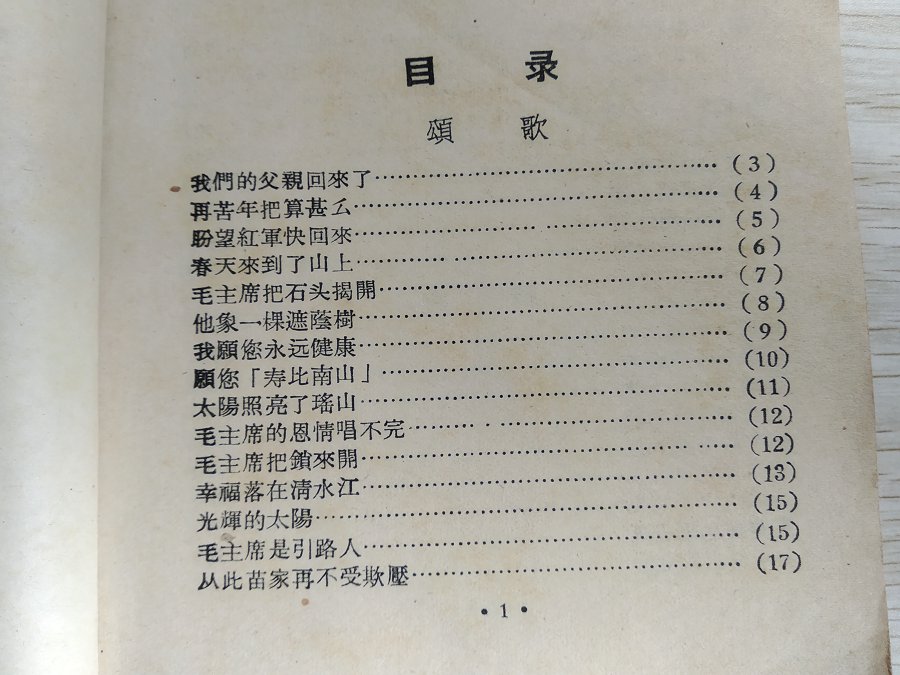 目 录
頌 歌
我們的父親回來了……………………………………(3)
再苦年把算甚么……………………………………(4)
盼望紅軍快回來……………………………………(5)
春天來到了山上……………………………………(6)
毛主席把石头揭開……………………………………(7)
他象一棵遮蔭樹……………………………………(8)
我願您永远健康……………………………………(9)
願您「寿比南山」……………………………………(10)
太陽照亮了瑤山……………………………………(11)
毛主席的恩情唱不完……………………………………(12)
毛主席把鎖來開……………………………………(12)
幸福落在清水江……………………………………(13)
光輝的太陽……………………………………(15)
毛主席是引路人……………………………………(15)
从此苗家再不受欺壓……………………………………(17)
• 1 •